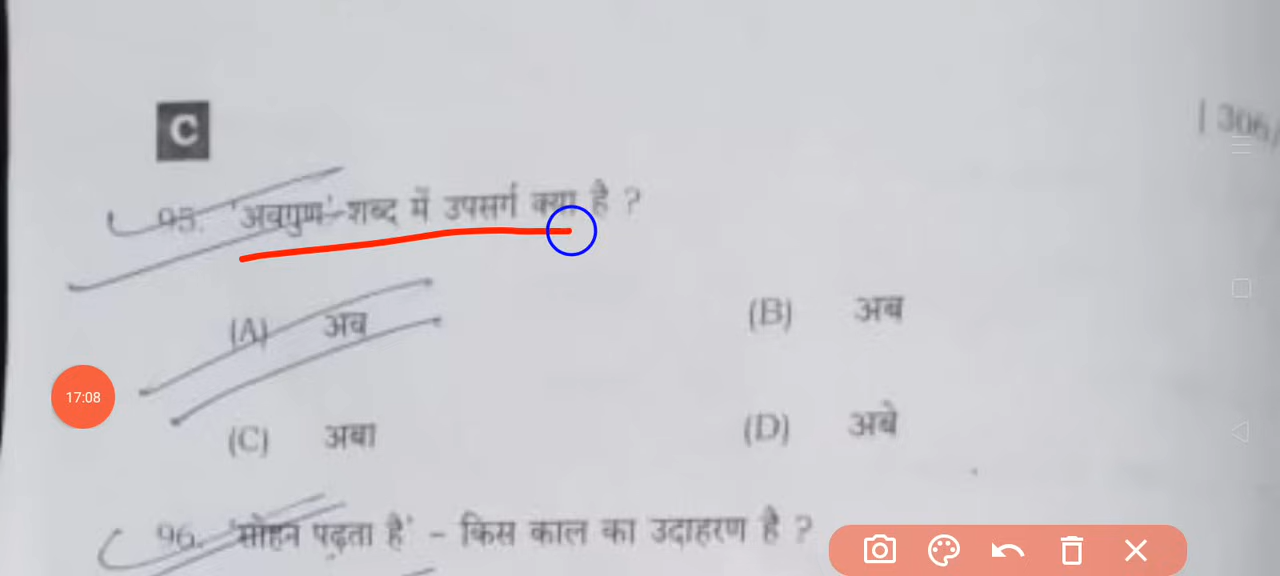 C
| 306
95. 'अवगुण'-शब्द में उपसर्ग क्या है ?
(A) अव (B) अब
(C) अबा (D) अबे
17:08
96. 'मोहन पढ़ता है' - किस काल का उदाहरण है ?